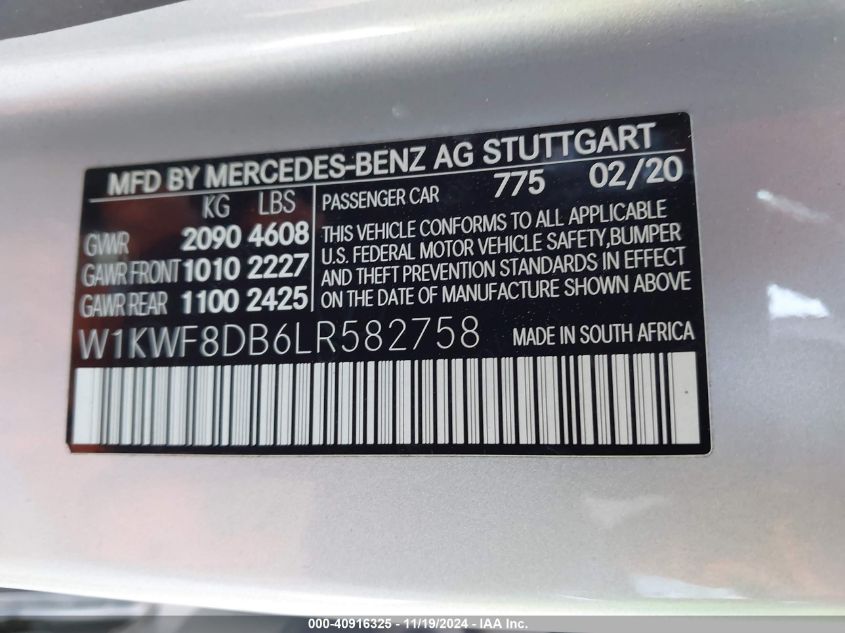 MFD BY MERCEDES-BENZ AG STUTTGART
KG LBS
GVWR 2090 4608
GAWR FRONT 1010 2227
GAWR REAR 1100 2425
PASSENGER CAR 775 02/20
THIS VEHICLE CONFORMS TO ALL APPLICABLE
U.S. FEDERAL MOTOR VEHICLE SAFETY,BUMPER
AND THEFT PREVENTION STANDARDS IN EFFECT
ON THE DATE OF MANUFACTURE SHOWN ABOVE
W1KWF8DB6LR582758 MADE IN SOUTH AFRICA
000-40916325 - 11/19/2024 - IAA Inc.